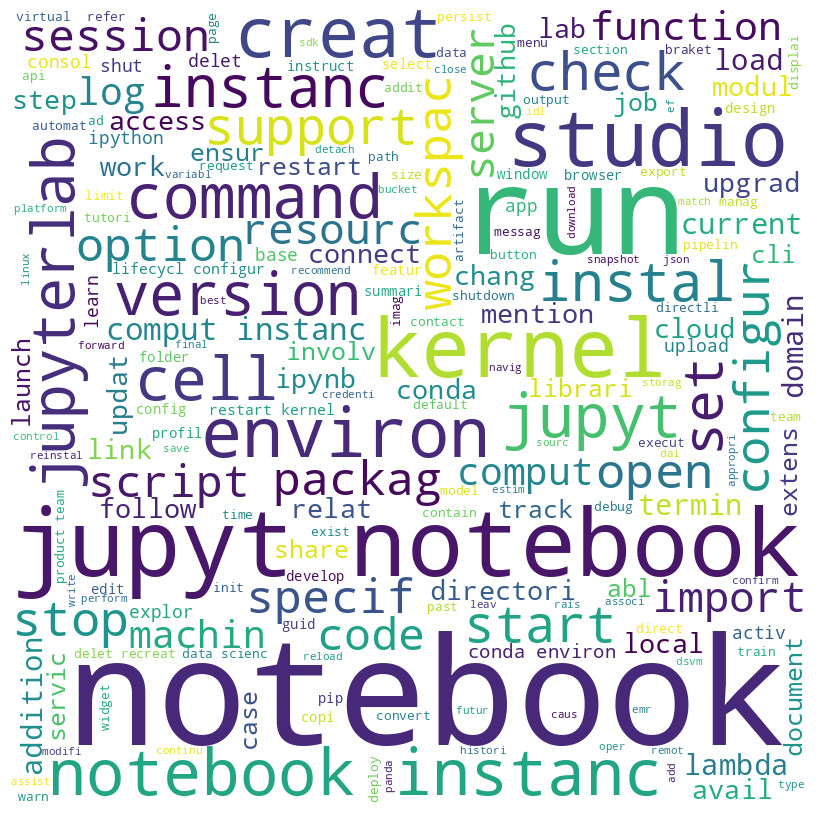 virtual refer persist
session page creat sdk lab function
consol shut delet instruct select data menu section braket displai
api instanc close server github check load
step log addit output ef modul
automat ad access support workspac job design
ipython idl
work variabl ensur restart detach path studio
request size window browser export upgrad
platform limit bucket artifact app download match manag
tutori command run messag current
jupyterlab option resourc button pipelin cli
linux base connect snapshot json
lifecycl configur recommend featur chang instal directli
learn version summari shutdown
best imag contact mention cloud domain
forward comput instanc kernel upload configur
launch folder involv navig
updat final cell ipynb conda librari storag set
config credenti default team
control restart kernel environ jupyt
reinstal link profil save sourc execut dai extens
script packag model comput open appropri
estim debug termin
follow relat contain track
time exist
product team share
jupyt notebook
develop
write edit init specif past directori abl confirm import
perform leav rais associ
stop explor guid code start direct
machin local activ
delet recreat data scienc reload conda environ train document
addition servic dsvm
widget case pip notebook
copi convert futur caus emr
modifi continu histori oper remot
assist notebook instanc deploy panda add lambda type
warn avail